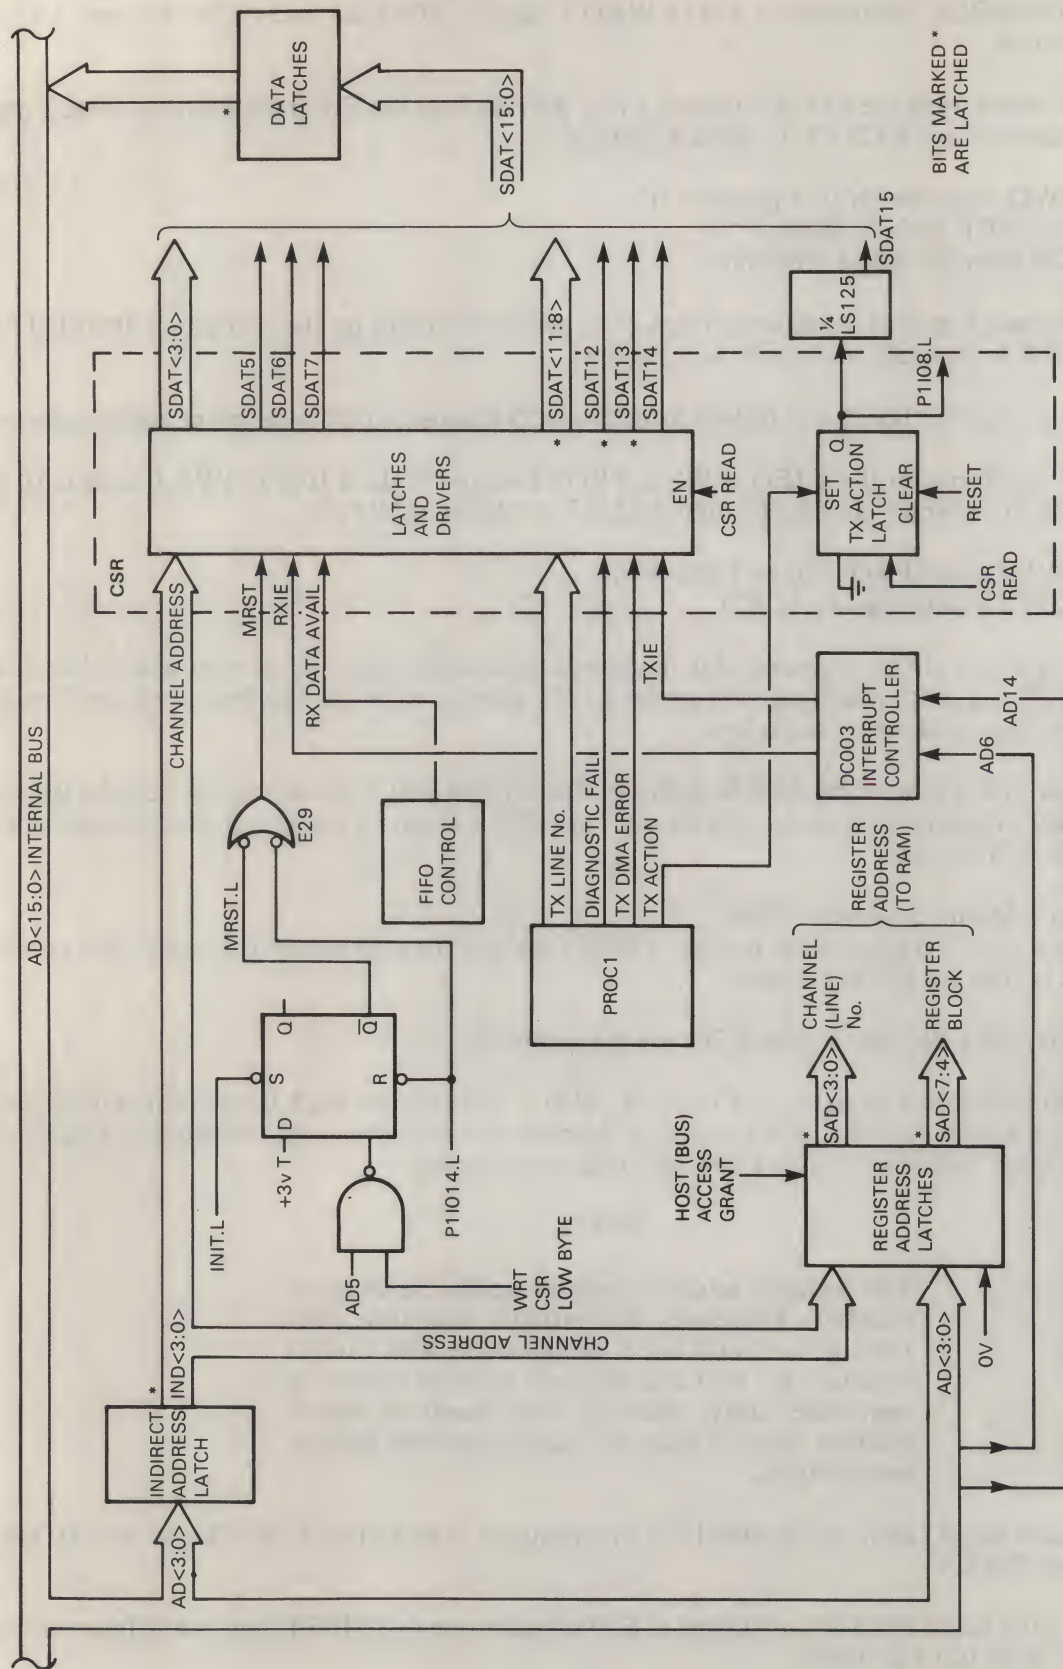 AD<15:0> INTERNAL BUS
AD<3:0>
INDIRECT
ADDRESS
LATCH
*
IND<3:0>
CHANNEL ADDRESS
CHANNEL ADDRESS
INIT.L
+3v T
D
S
Q
Q
R
AD5
WRT
CSR
LOW BYTE
P1IO14.L
MRST.L
E29
FIFO
CONTROL
CSR
MRST
RXIE
RX DATA AVAIL
LATCHES
AND
DRIVERS
EN
CSR READ
SDAT<3:0>
SDAT5
SDAT6
SDAT7
*
SDAT<11:8>
*
SDAT12
*
SDAT13
SDAT14
SDAT<15:0>
DATA
LATCHES
*
PROC1
TX LINE No.
DIAGNOSTIC FAIL
TX DMA ERROR
TX ACTION
TXIE
SET
TX ACTION
LATCH
CLEAR
Q
CSR
READ
RESET
P1I08.L
¼
LS125
SDAT15
BITS MARKED *
ARE LATCHED
DC003
INTERRUPT
CONTROLLER
AD6
AD14
HOST (BUS)
ACCESS
GRANT
REGISTER
ADDRESS
LATCHES
AD<3:0>
0V
*
SAD<3:0>
*
SAD<7:4>
CHANNEL
(LINE)
No.
REGISTER
BLOCK
REGISTER
ADDRESS
(TO RAM)